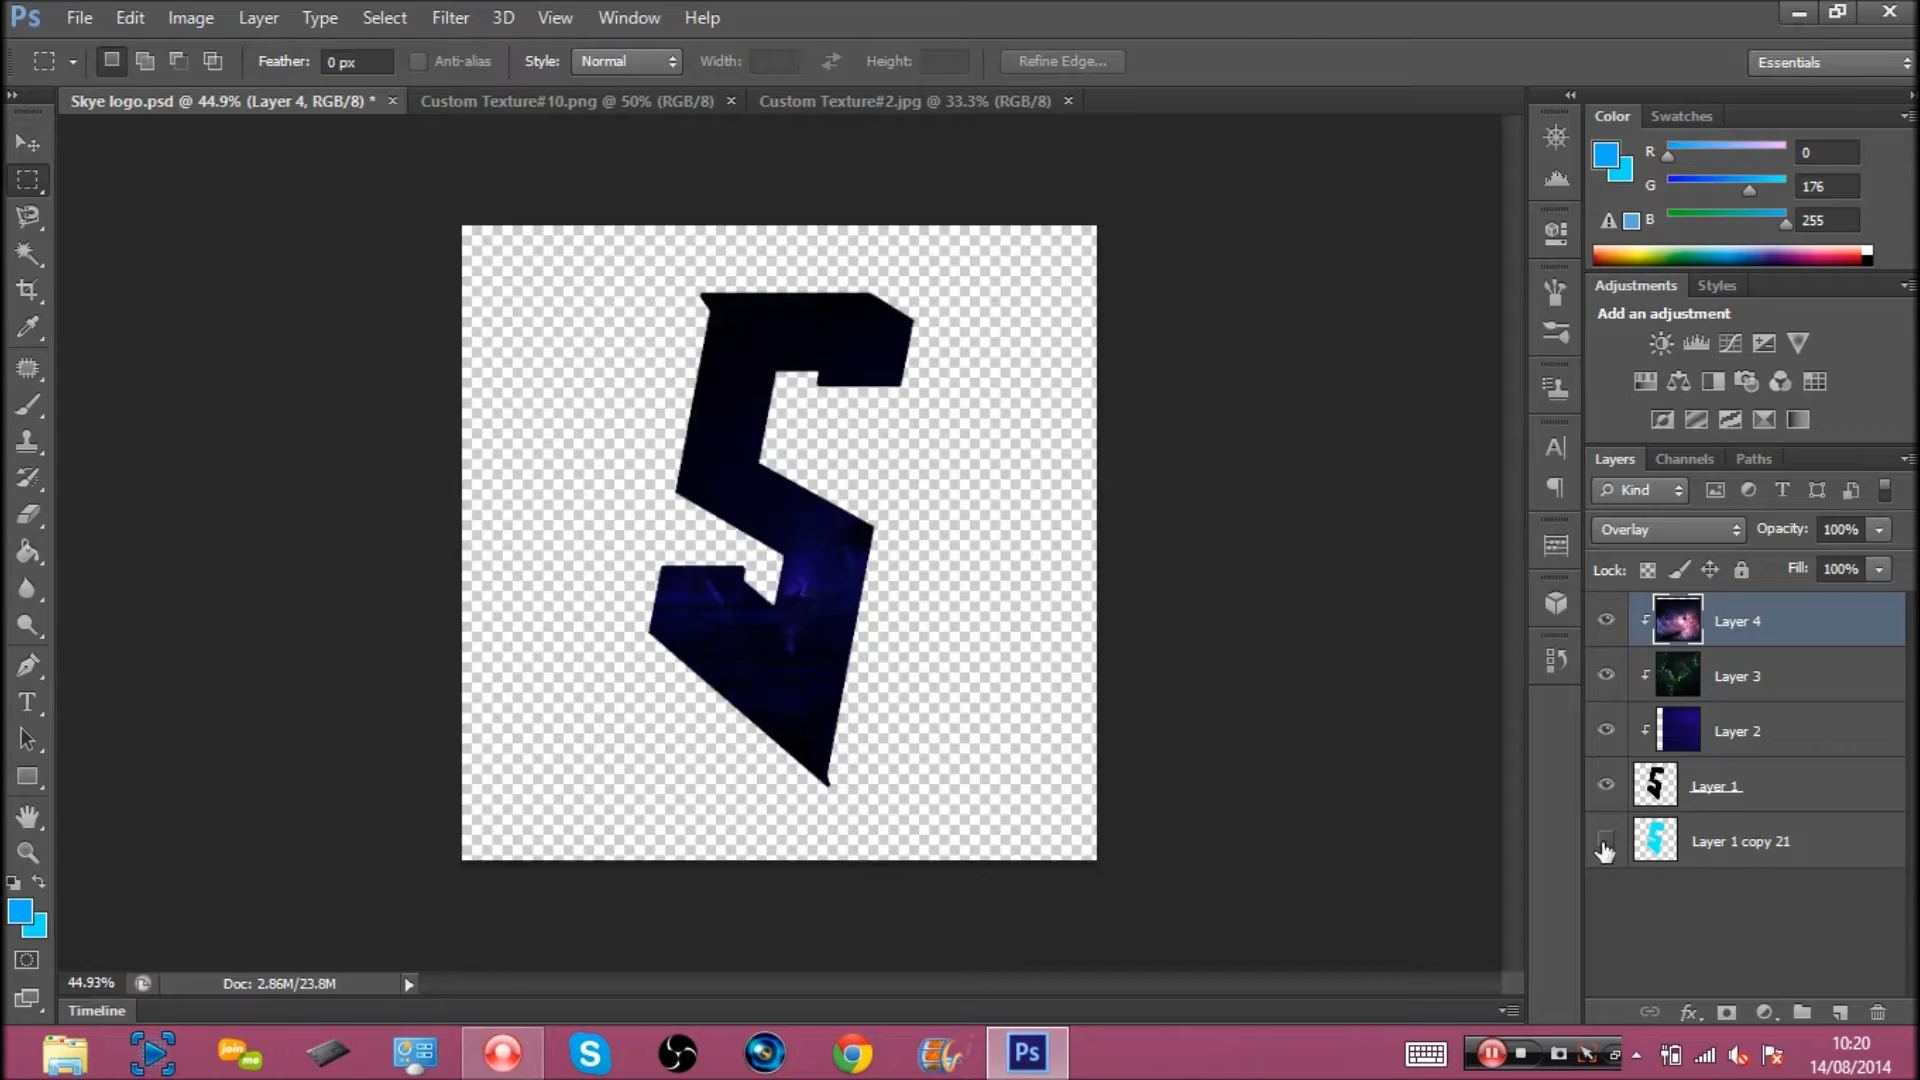 Ps File Edit Image Layer Type Select Filter 3D View Window Help
Feather: 0 px Anti-alias Style: Normal Width: Height: Refine Edge... Essentials
Skye logo.psd @ 44.9% (Layer 4, RGB/8) * × Custom Texture#10.png @ 50% (RGB/8) × Custom Texture#2.jpg @ 33.3% (RGB/8) ×
Color Swatches
R 0
G 176
B 255
Adjustments Styles
Add an adjustment
Layers Channels Paths
Kind
Overlay Opacity: 100%
Lock: Fill: 100%
Layer 4
Layer 3
Layer 2
Layer 1
Layer 1 copy 21
44.93% Doc: 2.86M/23.8M
Timeline
join me
Ps
10:20
14/08/2014